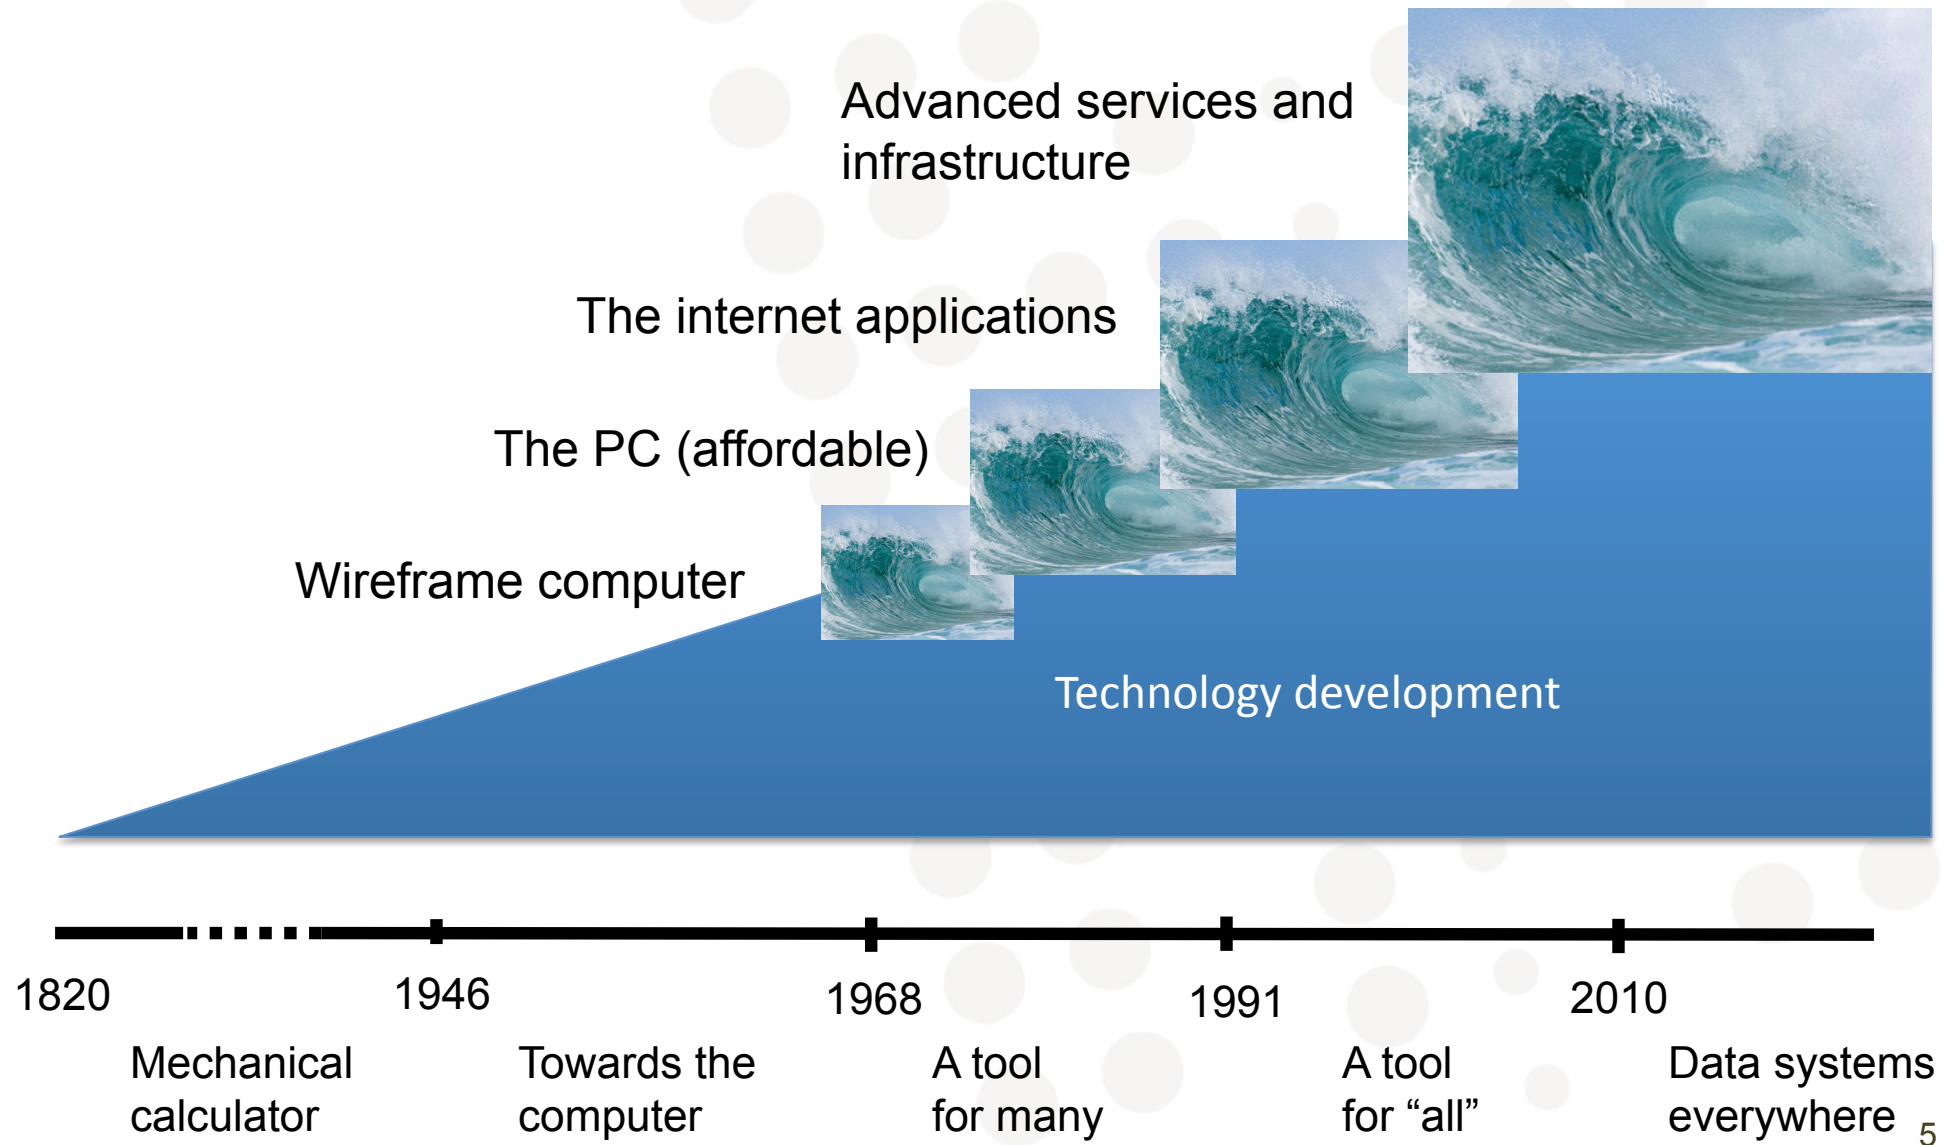 Advanced services and
infrastructure
The internet applications
The PC (affordable)
Wireframe computer
Technology development
1820
1946
1968
1991
2010
Mechanical
calculator
Towards the
computer
A tool
for many
A tool
for “all”
Data systems
everywhere
5